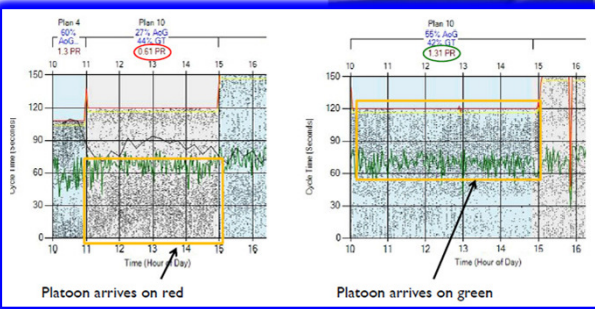 Plan 4
60%
AoG...
1.3 PR
Plan 10
27% AoG
44% GT
0.61 PR
Cycle Time (Seconds)
150
120
90
60
30
0
10 11 12 13 14 15 16
10 11 12 13 14 15 16
Time (Hour of Day)
Platoon arrives on red
Plan 10
55% AoG
42% GT
1.31 PR
Cycle Time (Seconds)
150
120
90
60
30
0
10 11 12 13 14 15 16
10 11 12 13 14 15 16
Time (Hour of Day)
Platoon arrives on green